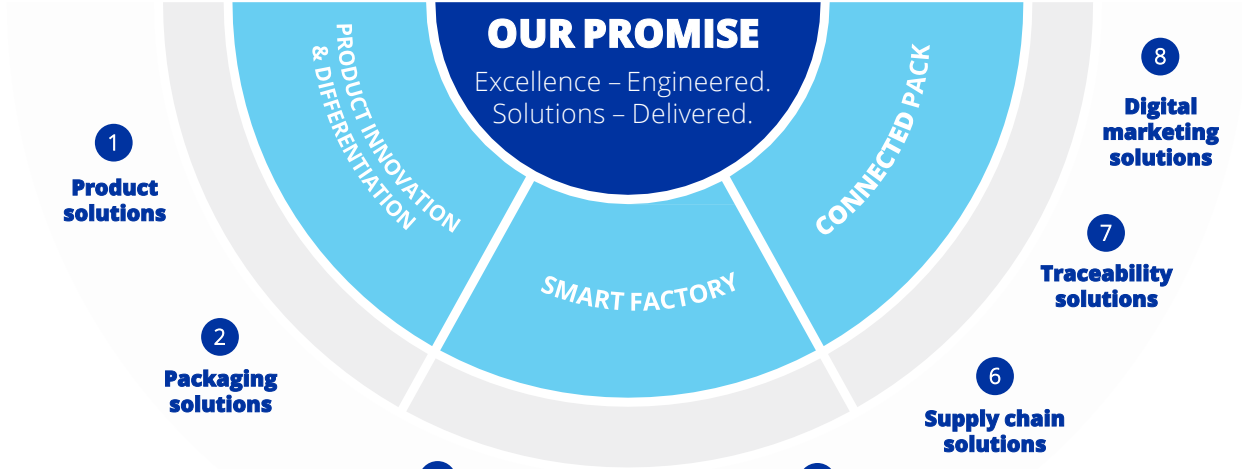 OUR PROMISE
Excellence – Engineered.
Solutions – Delivered.
PRODUCT INNOVATION
& DIFFERENTIATION
SMART FACTORY
CONNECTED PACK
1
Product
solutions
2
Packaging
solutions
6
Supply chain
solutions
7
Traceability
solutions
8
Digital
marketing
solutions